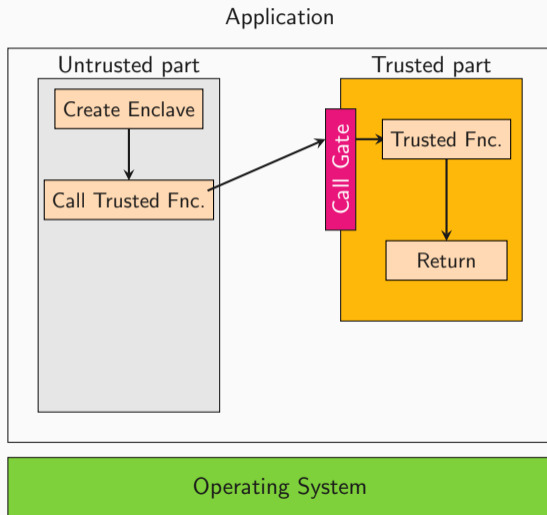 Application
Untrusted part
Trusted part
Create Enclave
Call Trusted Fnc.
Call Gate
Trusted Fnc.
Return
Operating System